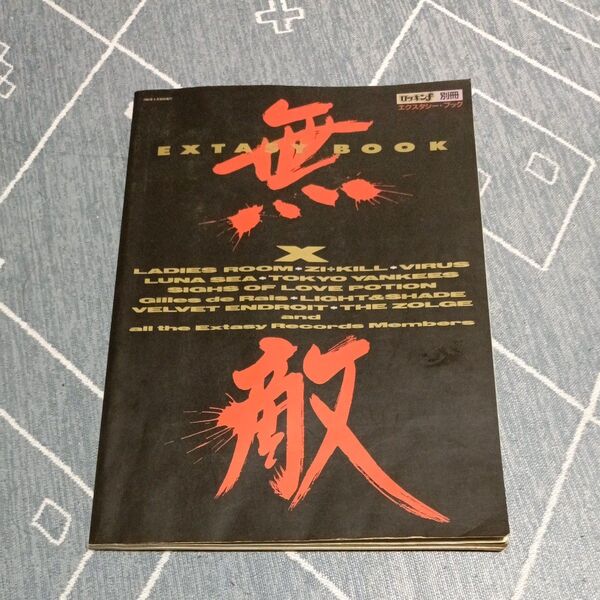 ロッキンf 別冊
エクスタシー・ブック
EXTASY BOOK
無
X
LADIES ROOM・ZI÷KILL・VIRUS
LUNA SEA・TOKYO YANKEES
SIGHS OF LOVE POTION
Gilles de Rais・LIGHT&SHADE
VELVET ENDROIT・THE ZOLGE
and
all the Extasy Records Members
敵